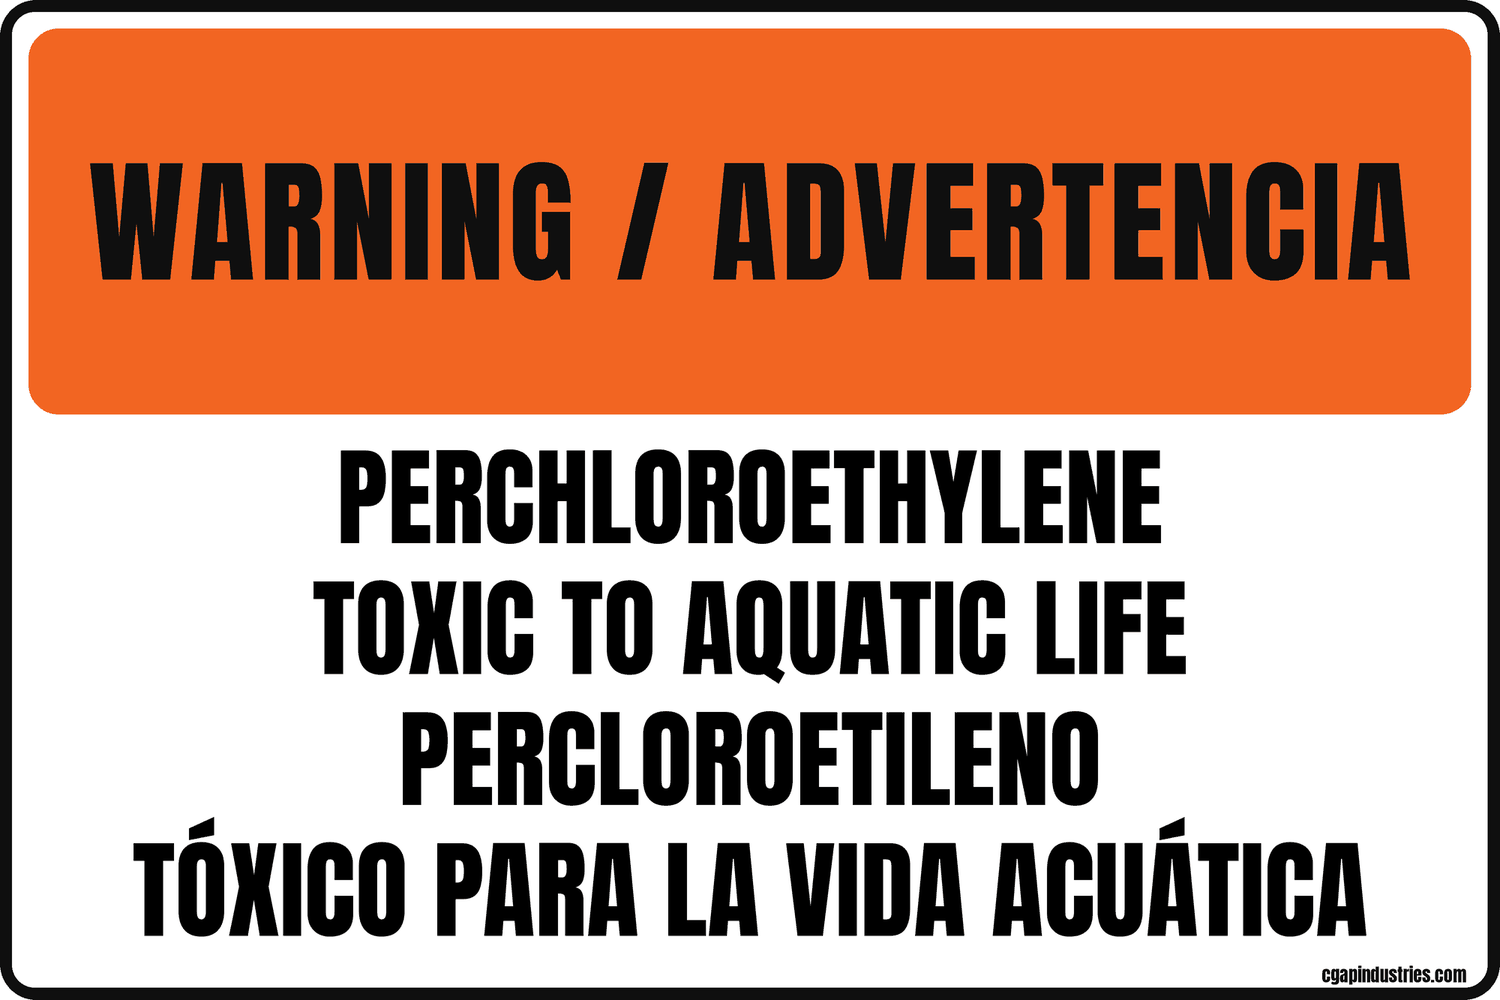 WARNING / ADVERTENCIA
PERCHLOROETHYLENE
TOXIC TO AQUATIC LIFE
PERCLOROETILENO
TÓXICO PARA LA VIDA ACUÁTICA
cgapindustries.com